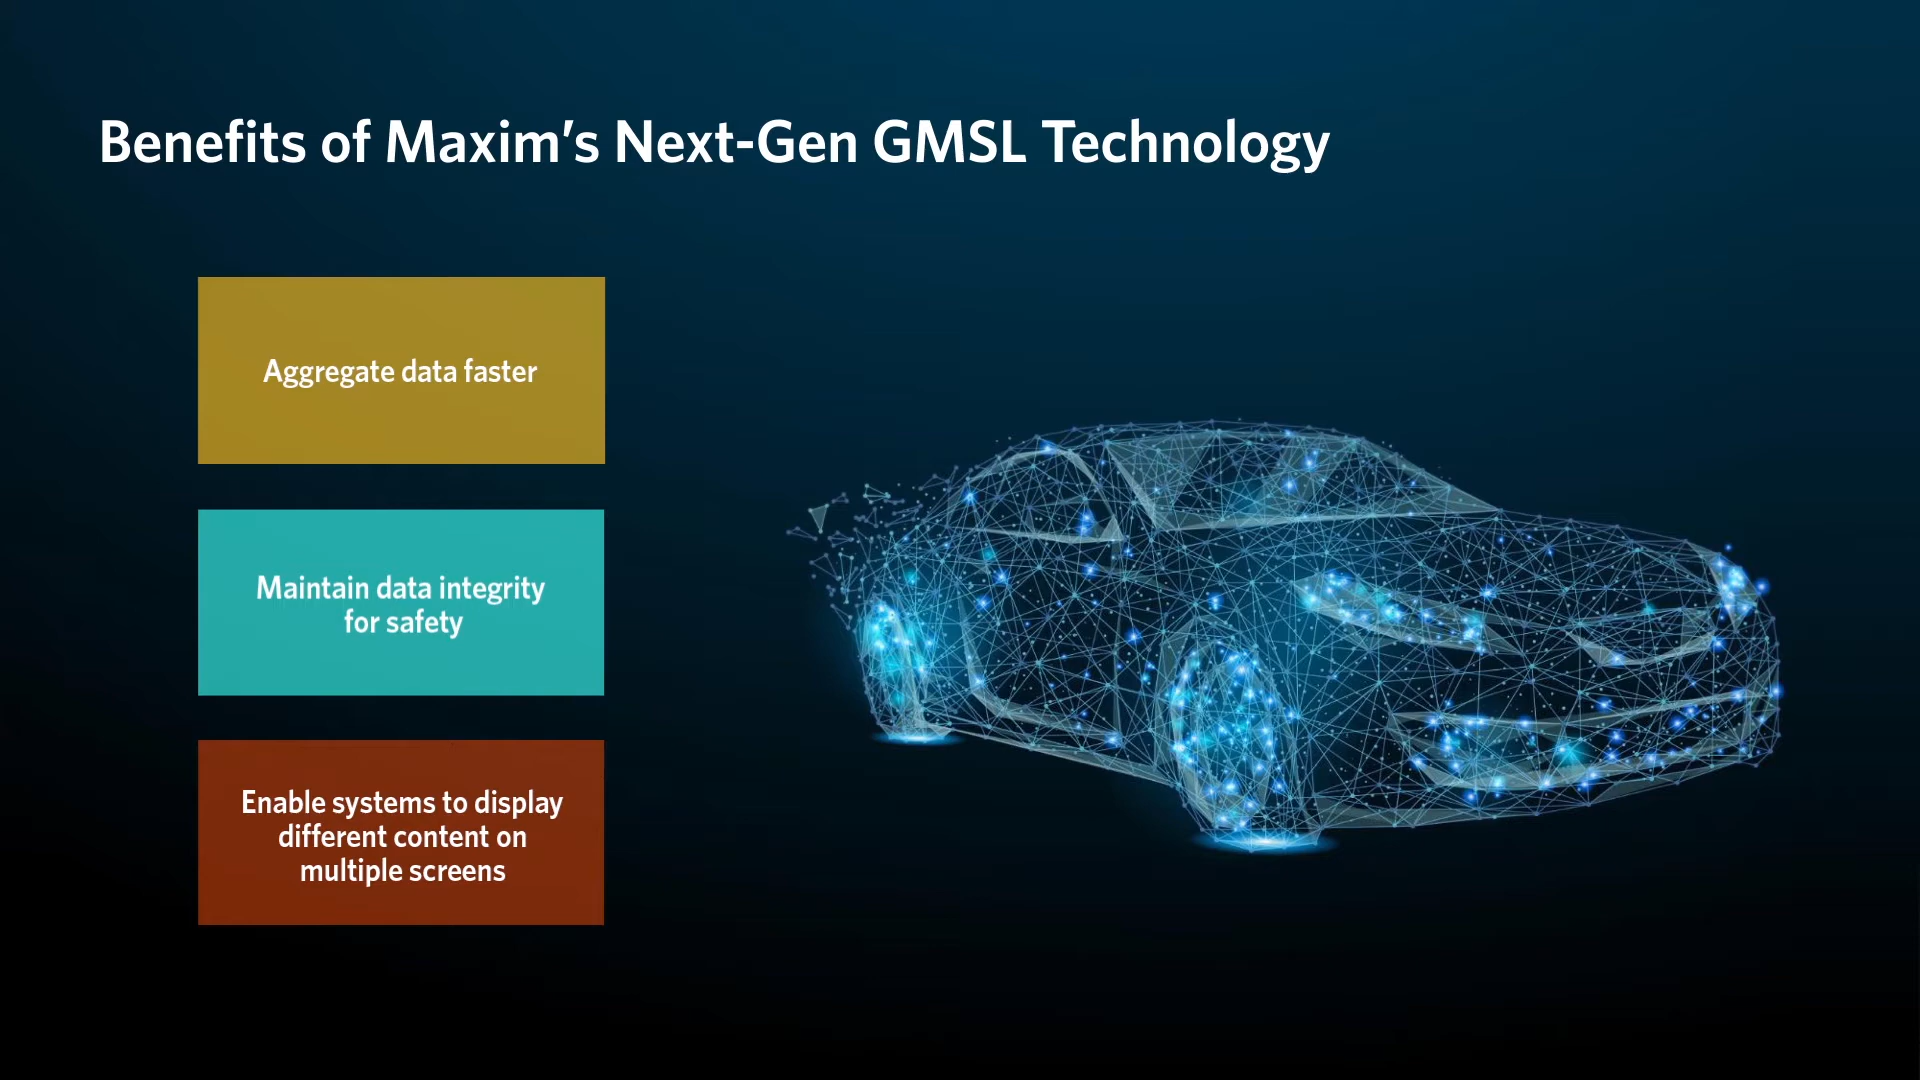 Benefits of Maxim’s Next-Gen GMSL Technology
Aggregate data faster
Maintain data integrity
for safety
Enable systems to display
different content on
multiple screens